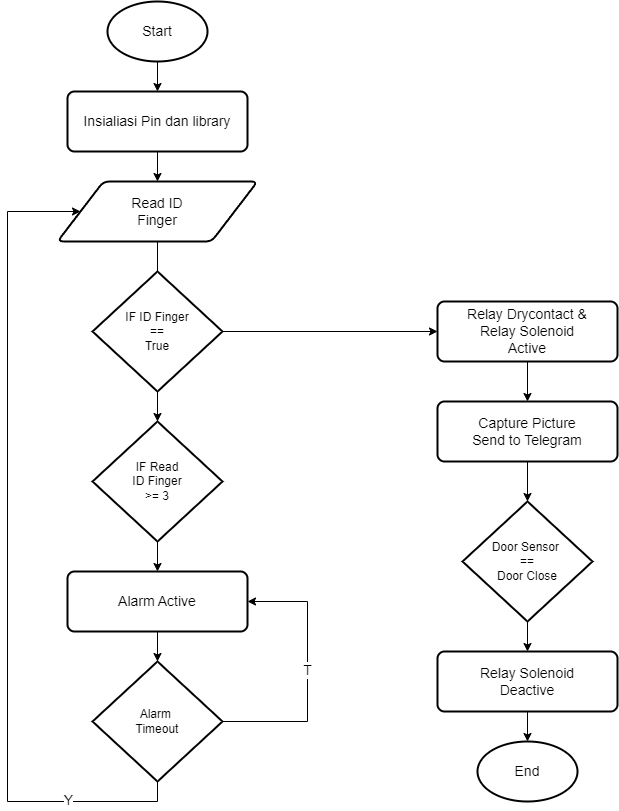 Start
Insialiasi Pin dan library
Read ID
Finger
IF ID Finger
==
True
IF Read
ID Finger
>= 3
Alarm Active
T
Alarm
Timeout
Y
Relay Drycontact &
Relay Solenoid
Active
Capture Picture
Send to Telegram
Door Sensor
==
Door Close
Relay Solenoid
Deactive
End